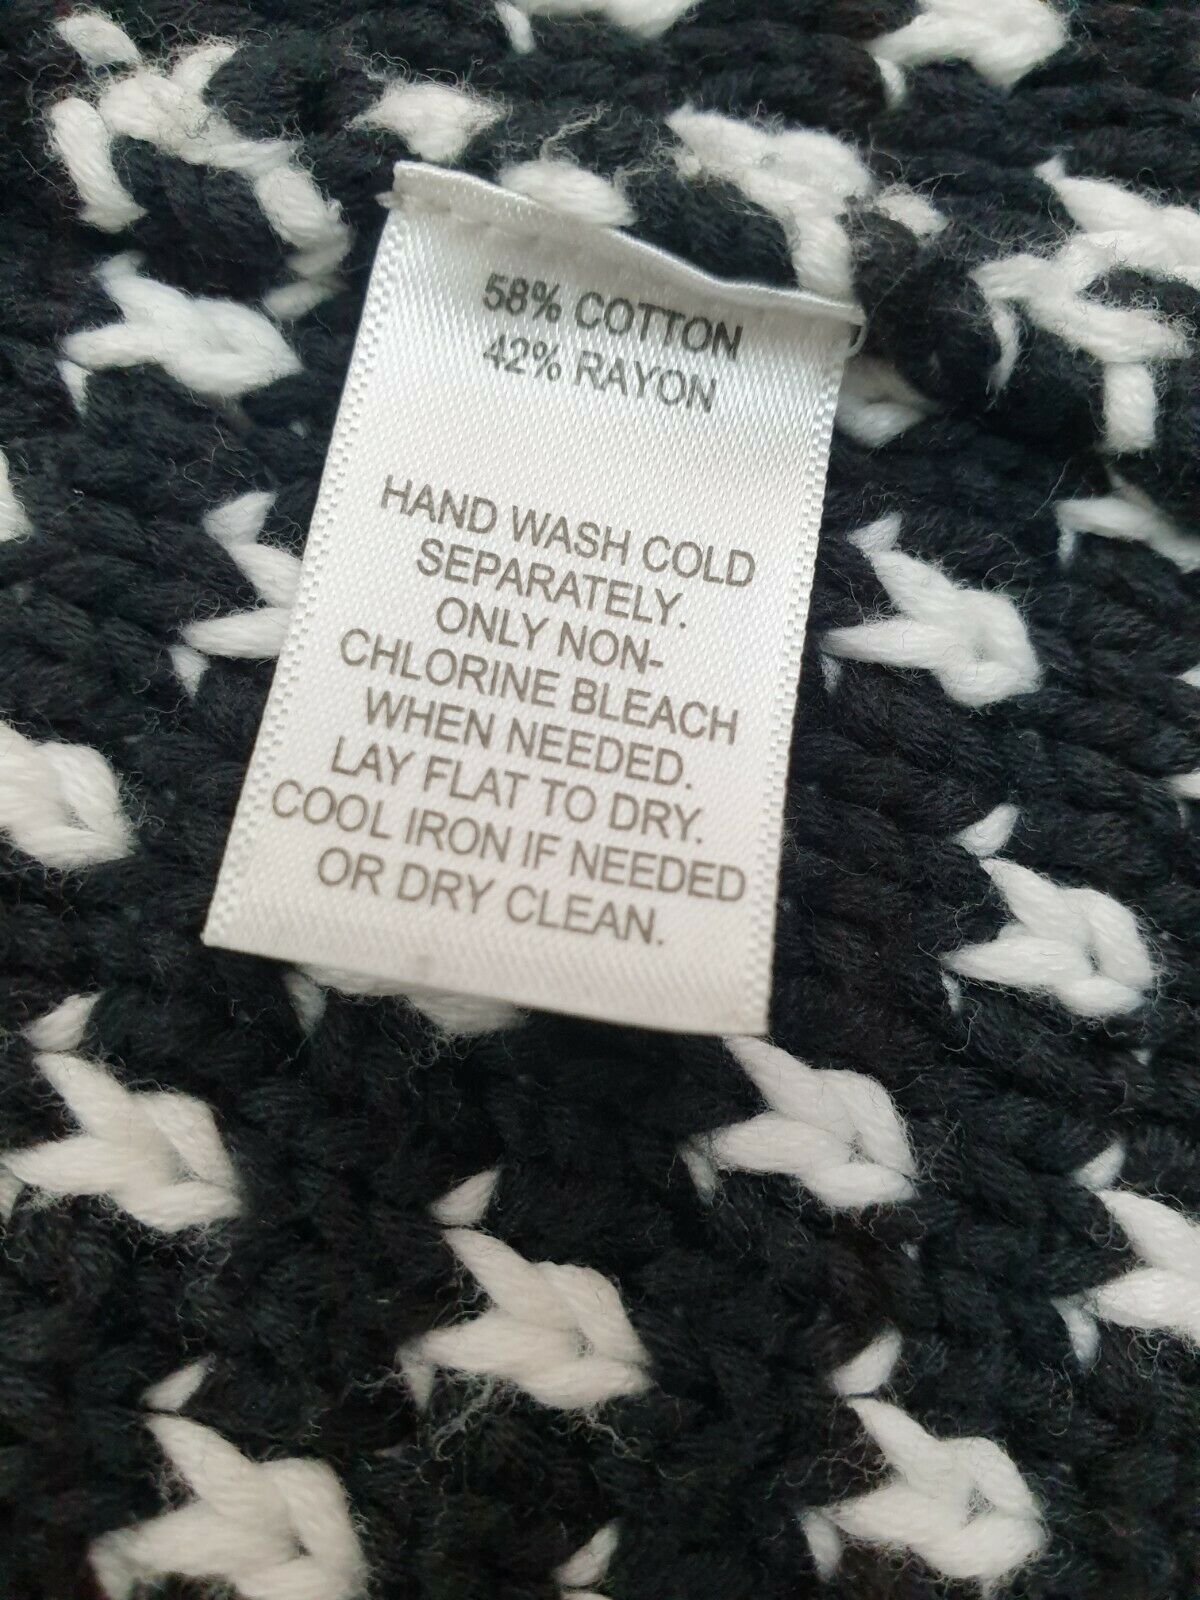 58% COTTON
42% RAYON
HAND WASH COLD
SEPARATELY.
ONLY NON-
CHLORINE BLEACH
WHEN NEEDED.
LAY FLAT TO DRY.
COOL IRON IF NEEDED
OR DRY CLEAN.